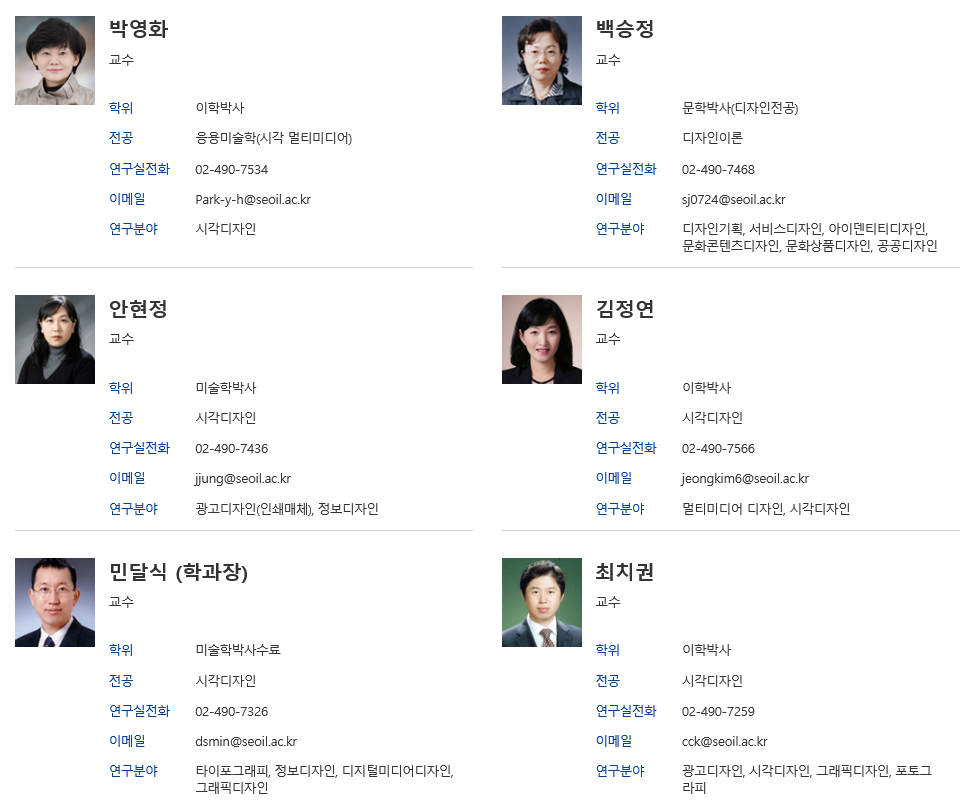 박영화
교수
학위 이학박사
전공 응용미술학(시각 멀티미디어)
연구실전화 02-490-7534
이메일 Park-y-h@seoil.ac.kr
연구분야 시각디자인
백승정
교수
학위 문학박사(디자인전공)
전공 디자인이론
연구실전화 02-490-7468
이메일 sj0724@seoil.ac.kr
연구분야 디자인기획, 서비스디자인, 아이덴티티디자인,
문화콘텐츠디자인, 문화상품디자인, 공공디자인
안현정
교수
학위 미술학박사
전공 시각디자인
연구실전화 02-490-7436
이메일 jjung@seoil.ac.kr
연구분야 광고디자인(인쇄매체), 정보디자인
김정연
교수
학위 이학박사
전공 시각디자인
연구실전화 02-490-7566
이메일 jeongkim6@seoil.ac.kr
연구분야 멀티미디어 디자인, 시각디자인
민달식 (학과장)
교수
학위 미술학박사수료
전공 시각디자인
연구실전화 02-490-7326
이메일 dsmin@seoil.ac.kr
연구분야 타이포그래피, 정보디자인, 디지털미디어디자인,
그래픽디자인
최치권
교수
학위 이학박사
전공 시각디자인
연구실전화 02-490-7259
이메일 cck@seoil.ac.kr
연구분야 광고디자인, 시각디자인, 그래픽디자인, 포토그
라피